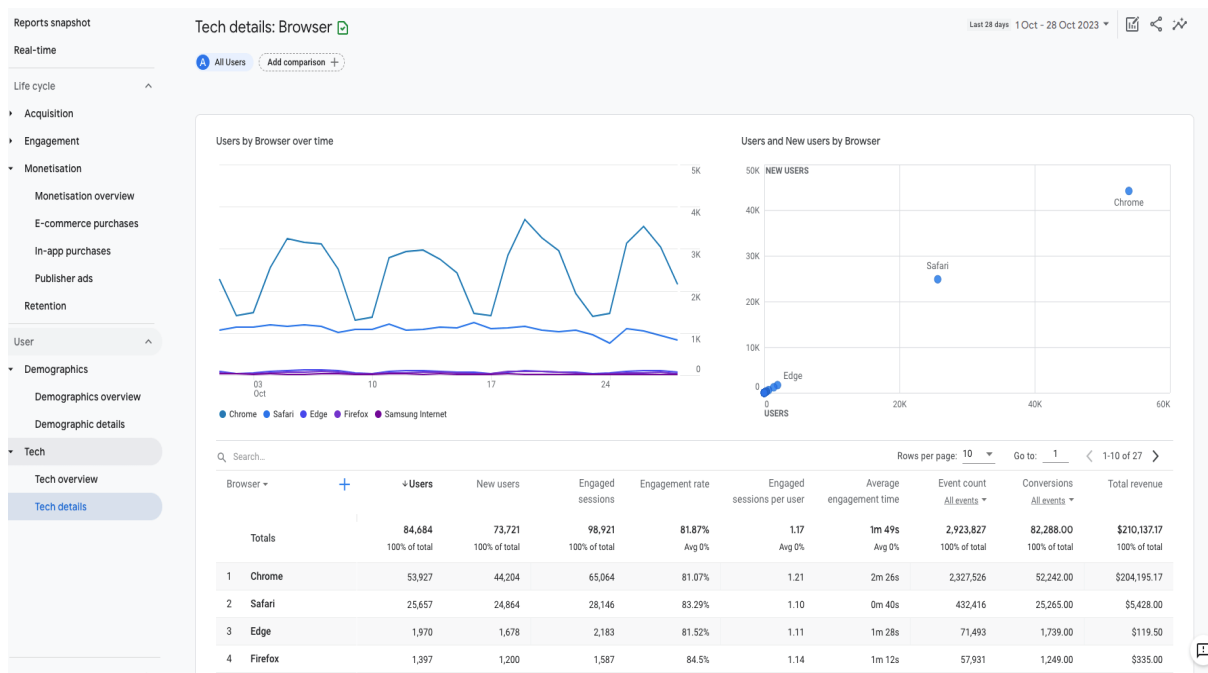 Reports snapshot
Real-time
Life cycle
Acquisition
Engagement
Monetisation
Monetisation overview
E-commerce purchases
In-app purchases
Publisher ads
Retention
User
Demographics
Demographics overview
Demographic details
Tech
Tech overview
Tech details
Tech details: Browser
Last 28 days 1 Oct - 28 Oct 2023
A All Users Add comparison +
Users by Browser over time
5K
4K
3K
2K
1K
0
03 10 17 24
Oct
Chrome Safari Edge Firefox Samsung Internet
Users and New users by Browser
50K NEW USERS
40K
30K
20K
10K
0
Chrome
Safari
Edge
0 20K 40K 60K
USERS
Search...
Rows per page: 10 Go to: 1 1-10 of 27
Browser + Users New users Engaged sessions Engagement rate Engaged sessions per user Average engagement time Event count All events Conversions All events Total revenue
Totals 84,684 73,721 98,921 81.87% 1.17 1m 49s 2,923,827 82,288.00 $210,137.17
100% of total 100% of total 100% of total Avg 0% Avg 0% Avg 0% 100% of total 100% of total 100% of total
1 Chrome 53,927 44,204 65,064 81.07% 1.21 2m 26s 2,327,526 52,242.00 $204,195.17
2 Safari 25,657 24,864 28,146 83.29% 1.10 0m 40s 432,416 25,265.00 $5,428.00
3 Edge 1,970 1,678 2,183 81.52% 1.11 1m 28s 71,493 1,739.00 $119.50
4 Firefox 1,397 1,200 1,587 84.5% 1.14 1m 12s 57,931 1,249.00 $335.00